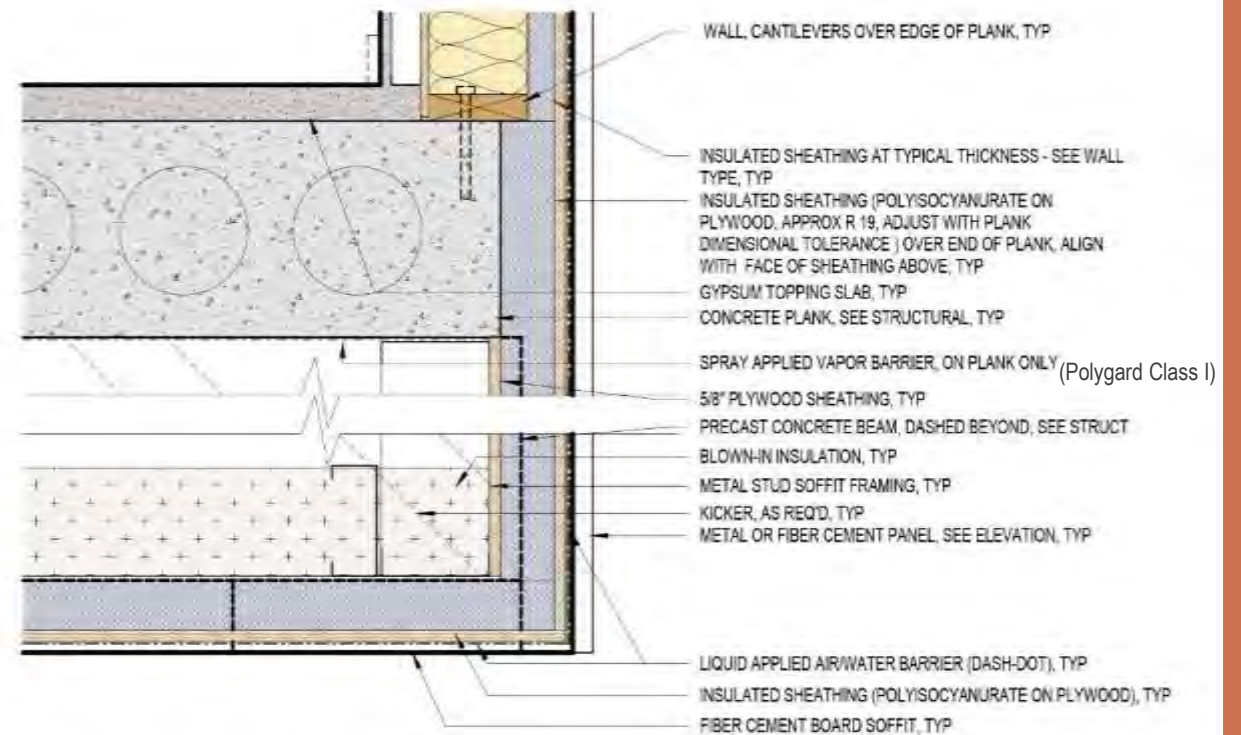 WALL, CANTILEVERS OVER EDGE OF PLANK, TYP
INSULATED SHEATHING AT TYPICAL THICKNESS - SEE WALL
TYPE, TYP
INSULATED SHEATHING (POLYISOCYANURATE ON
PLYWOOD, APPROX R 19, ADJUST WITH PLANK
DIMENSIONAL TOLERANCE ) OVER END OF PLANK, ALIGN
WITH FACE OF SHEATHING ABOVE, TYP
GYPSUM TOPPING SLAB, TYP
CONCRETE PLANK, SEE STRUCTURAL, TYP
SPRAY APPLIED VAPOR BARRIER, ON PLANK ONLY (Polygard Class I)
5/8" PLYWOOD SHEATHING, TYP
PRECAST CONCRETE BEAM, DASHED BEYOND, SEE STRUCT
BLOWN-IN INSULATION, TYP
METAL STUD SOFFIT FRAMING, TYP
KICKER, AS REQ'D, TYP
METAL OR FIBER CEMENT PANEL, SEE ELEVATION, TYP
LIQUID APPLIED AIR/WATER BARRIER (DASH-DOT), TYP
INSULATED SHEATHING (POLYISOCYANURATE ON PLYWOOD), TYP
FIBER CEMENT BOARD SOFFIT, TYP